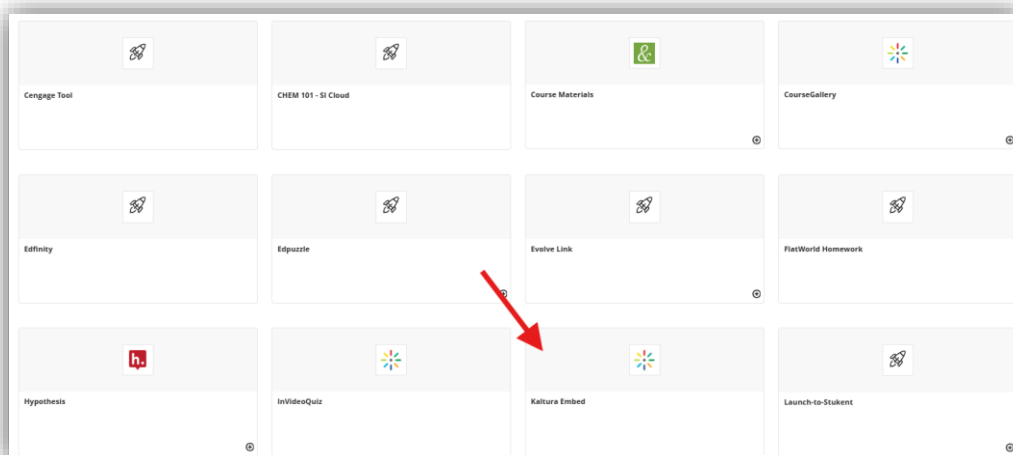 &
Cengage Tool
CHEM 101 - SI Cloud
Course Materials
CourseGallery
Edfinity
Edpuzzle
Evolve Link
FlatWorld Homework
h.
Hypothesis
InVideoQuiz
Kaltura Embed
Launch-to-Stukent